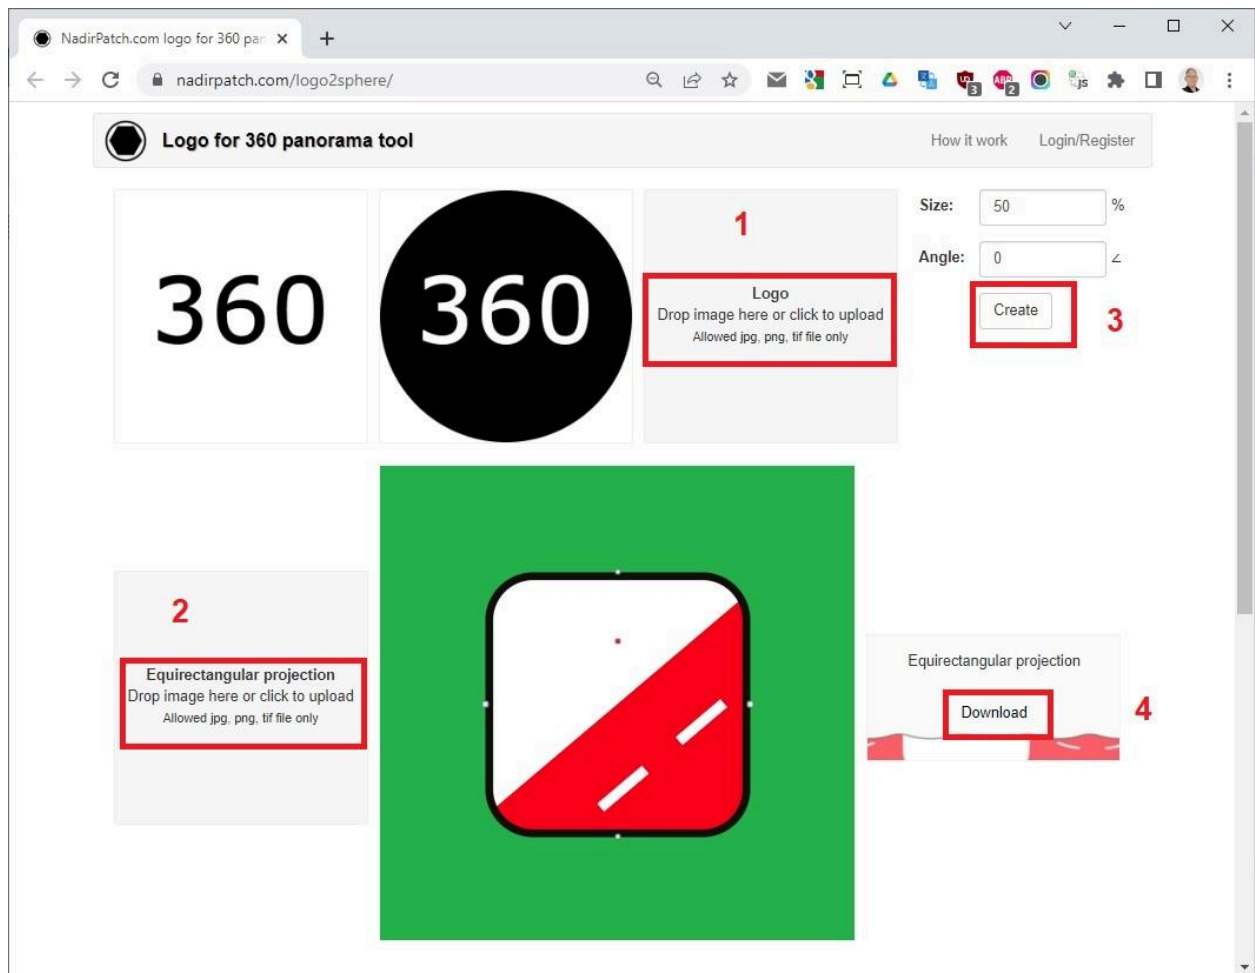 NadirPatch.com logo for 360 pan
nadirpatch.com/logo2sphere/
3
2
js
Logo for 360 panorama tool
How it work
Login/Register
360
360
1
Logo
Drop image here or click to upload
Allowed jpg, png, tif file only
Size:
50
%
Angle:
0
∠
Create
3
2
Equirectangular projection
Drop image here or click to upload
Allowed jpg, png, tif file only
Equirectangular projection
Download
4